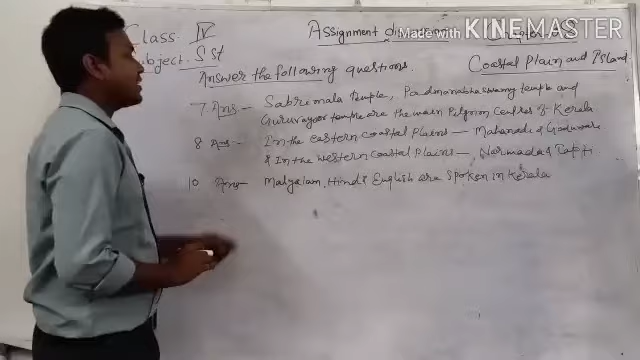 Class IV Assignment
Subject. S. St Coastal Plain and Island
Answer the following questions.
Made with KINEMASTER
7. Ans- Sabremala Temple, Padmanabhaswamy temple and
Guruvayoor temple are the main Pilgrim Centres of Kerala
8 Ans:- In the eastern coastal Plains - Mahanadi & Godavari
& In the Western Coastal Plains - Narmada & Tapti.
10 Ans- Malyalam, Hindi English are Spoken in Kerala